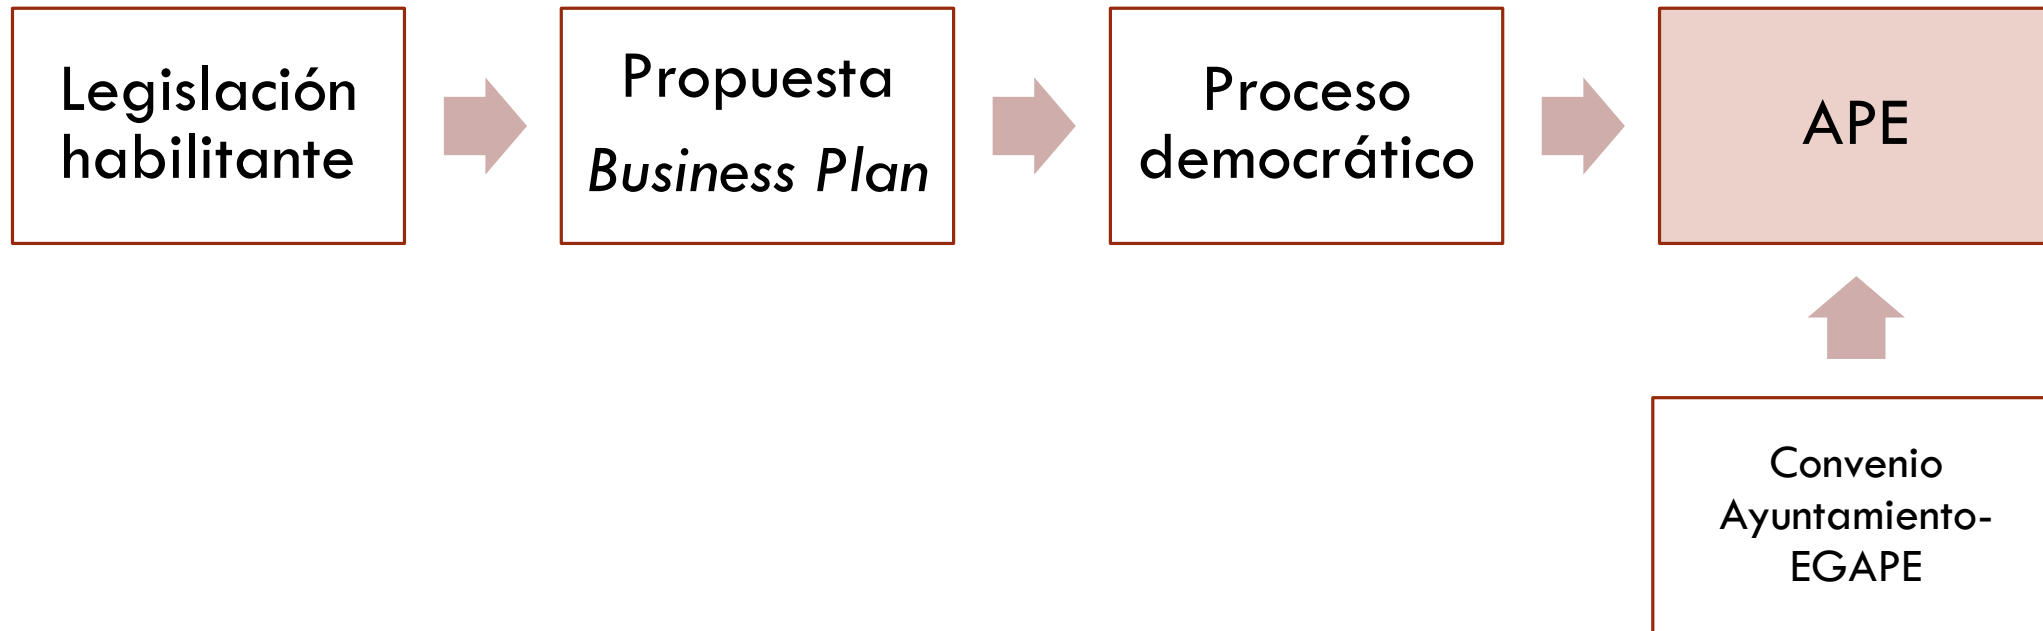 Legislación
habilitante
Propuesta
Business Plan
Proceso
democrático
APE
Convenio
Ayuntamiento-
EGAPE